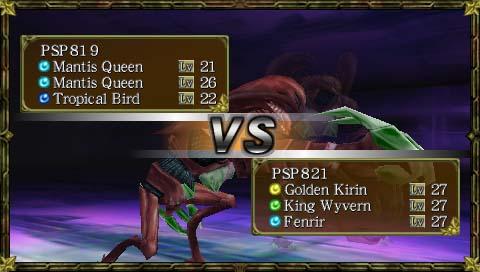 PSP819
Mantis Queen Lv 21
Mantis Queen Lv 26
Tropical Bird Lv 22
VS
PSP821
Golden Kirin Lv 27
King Wyvern Lv 27
Fenrir Lv 27